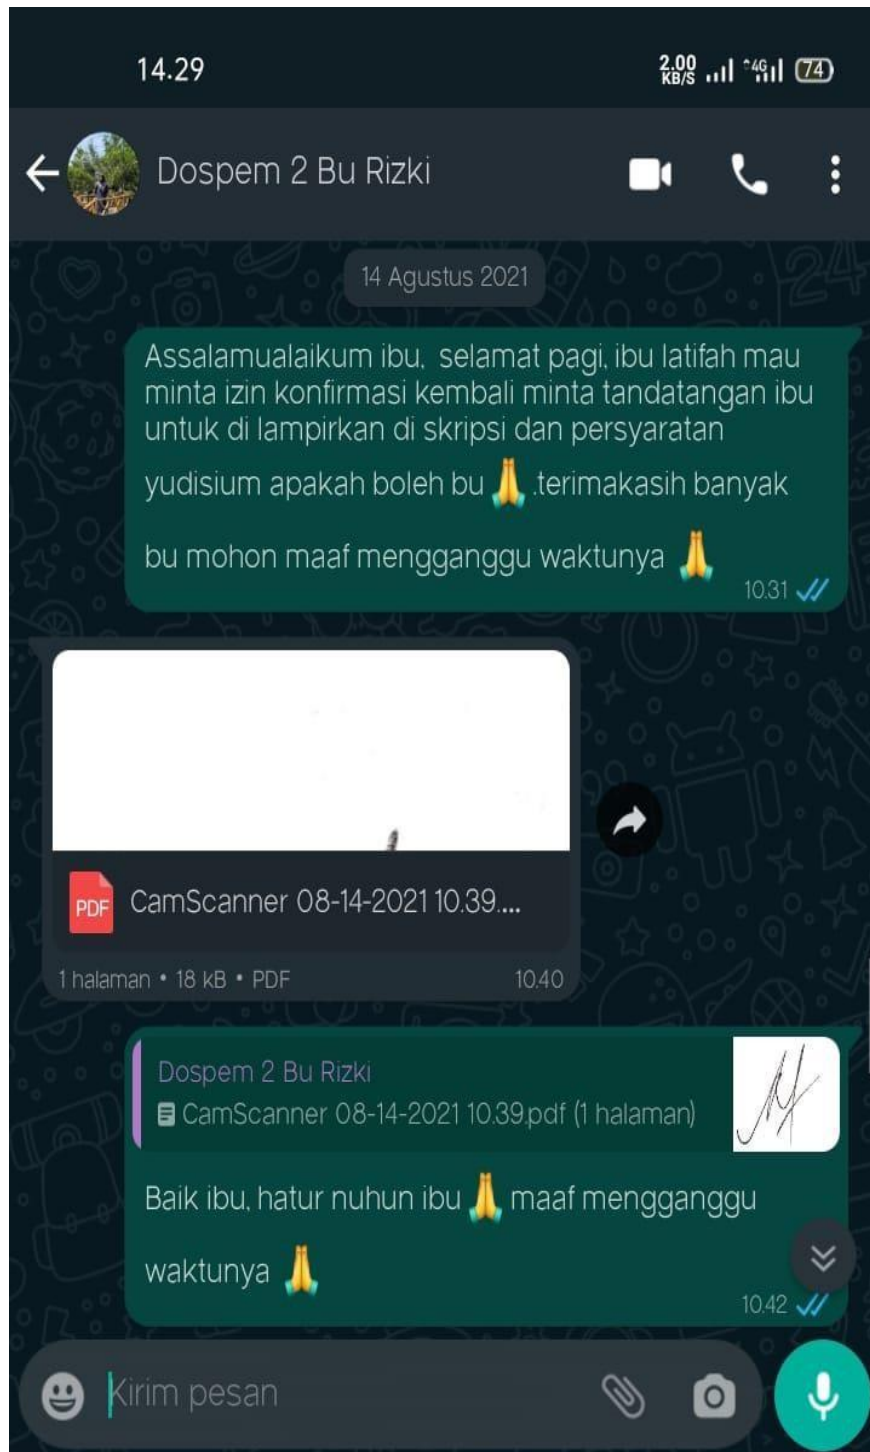 14.29
2.00 KB/S 4G 74
Dospem 2 Bu Rizki
14 Agustus 2021
Assalamualaikum ibu, selamat pagi, ibu latifah mau
minta izin konfirmasi kembali minta tandatangan ibu
untuk di lampirkan di skripsi dan persyaratan
yudisium apakah boleh bu 🙏 .terimakasih banyak
bu mohon maaf mengganggu waktunya 🙏
10.31
PDF CamScanner 08-14-2021 10.39....
1 halaman • 18 kB • PDF 10.40
Dospem 2 Bu Rizki
CamScanner 08-14-2021 10.39.pdf (1 halaman)
Baik ibu, hatur nuhun ibu 🙏 maaf mengganggu
waktunya 🙏
10.42
Kirim pesan